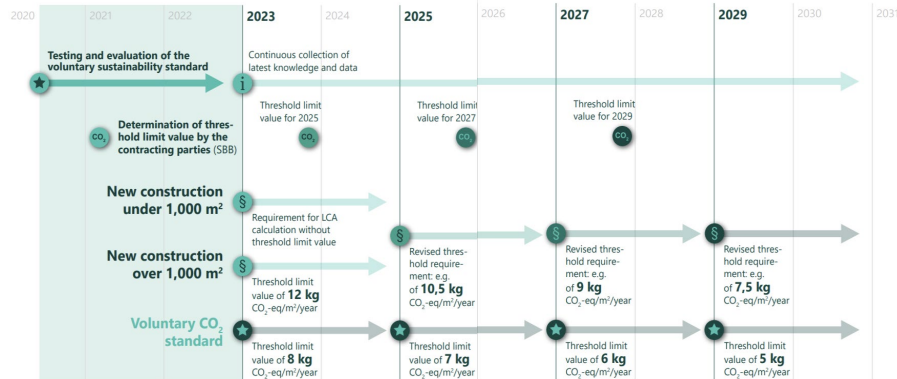 2020 2021 2022 2023 2024 2025 2026 2027 2028 2029 2030 2031
Testing and evaluation of the
voluntary sustainability standard
Continuous collection of
latest knowledge and data
i
Threshold limit
value for 2025
Threshold limit
value for 2027
Threshold limit
value for 2029
CO₂
Determination of thres-
hold limit value by the
contracting parties (SBB)
CO₂
CO₂
CO₂
New construction
under 1,000 m²
§
Requirement for LCA
calculation without
threshold limit value
New construction
over 1,000 m²
§
Threshold limit
value of 12 kg
CO₂-eq/m²/year
§
Revised thres-
hold require-
ment: e.g.
of 10,5 kg
CO₂-eq/m²/year
§
Revised thres-
hold require-
ment: e.g.
of 9 kg
CO₂-eq/m²/year
§
Revised thres-
hold require-
ment: e.g.
of 7,5 kg
CO₂-eq/m²/year
Voluntary CO₂
standard
Threshold limit
value of 8 kg
CO₂-eq/m²/year
Threshold limit
value of 7 kg
CO₂-eq/m²/year
Threshold limit
value of 6 kg
CO₂-eq/m²/year
Threshold limit
value of 5 kg
CO₂-eq/m²/year